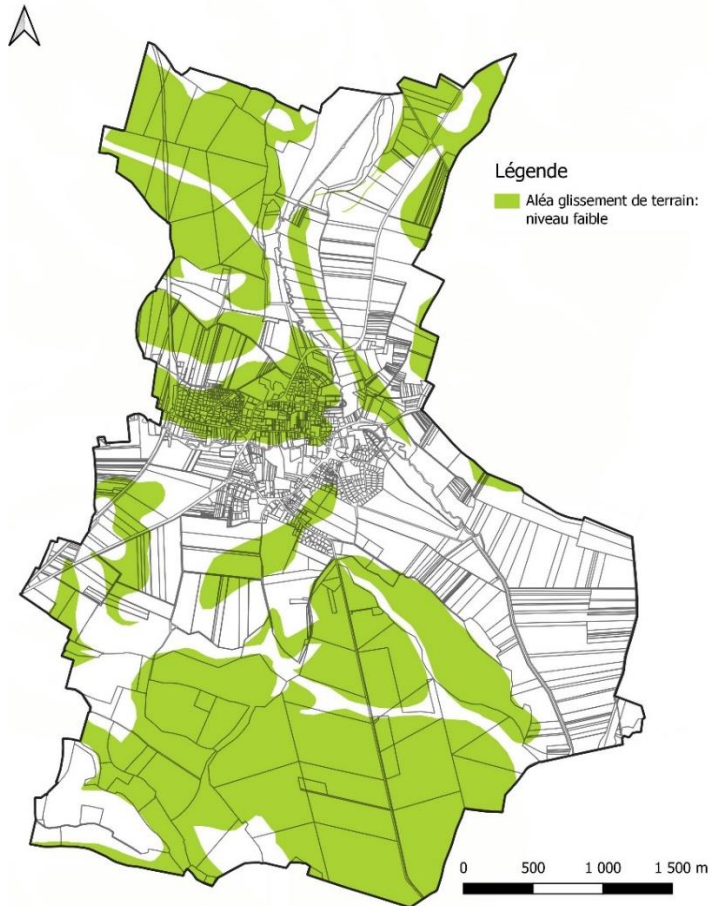 Légende
Aléa glissement de terrain:
niveau faible
0 500 1 000 1 500 m